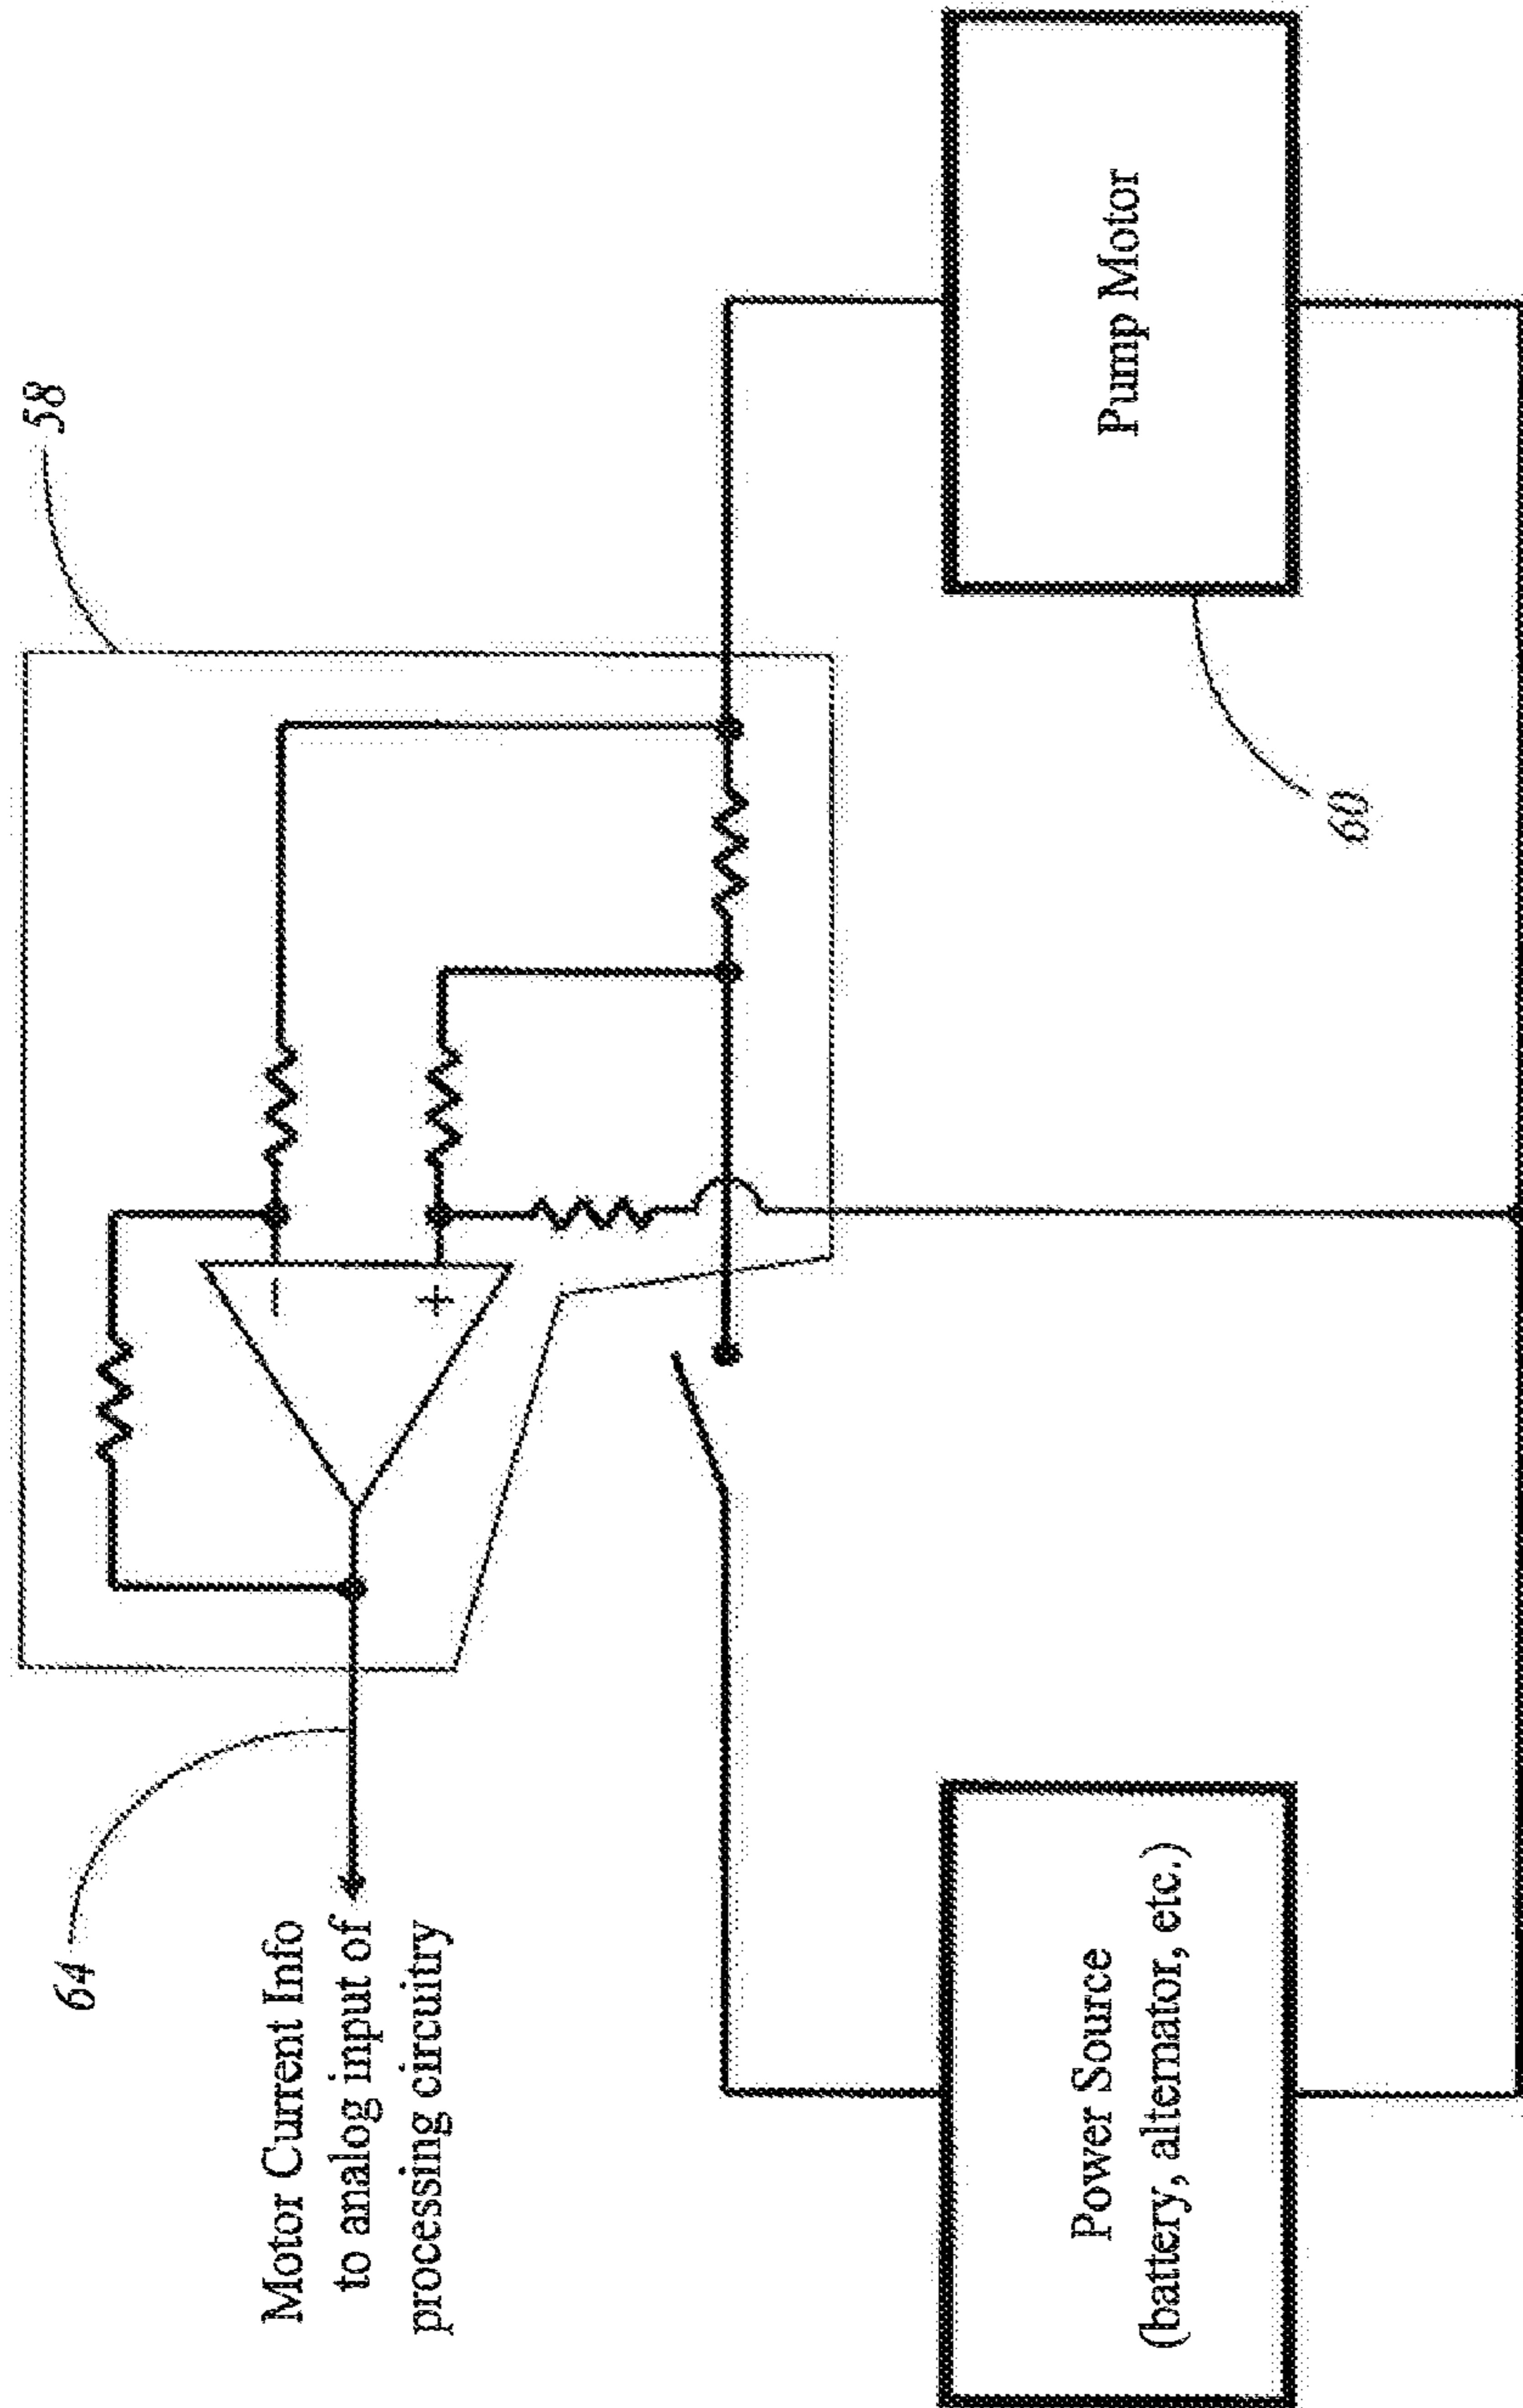 64
58
Motor Current Info
to analog input of
processing circuitry
−
+
Power Source
(battery, alternator, etc.)
Pump Motor
60